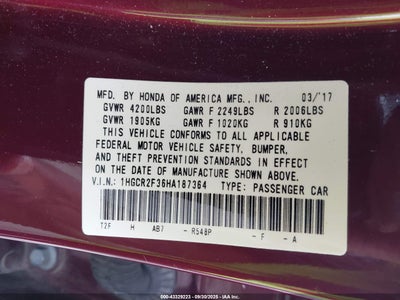 MFD. BY HONDA OF AMERICA MFG., INC. 03/'17
GVWR 4200LBS GAWR F 2249LBS R 2006LBS
GVWR 1905KG GAWR F 1020KG R 910KG
THIS VEHICLE CONFORMS TO ALL APPLICABLE
FEDERAL MOTOR VEHICLE SAFETY, BUMPER,
AND THEFT PREVENTION STANDARDS IN EFFECT
ON THE DATE OF MANUFACTURE SHOWN ABOVE.
V.I.N.: 1HGCR2F36HA187364 TYPE: PASSENGER CAR
T2F H AB7 - R548P - F - A
000-43329223 - 09/30/2025 - IAAI